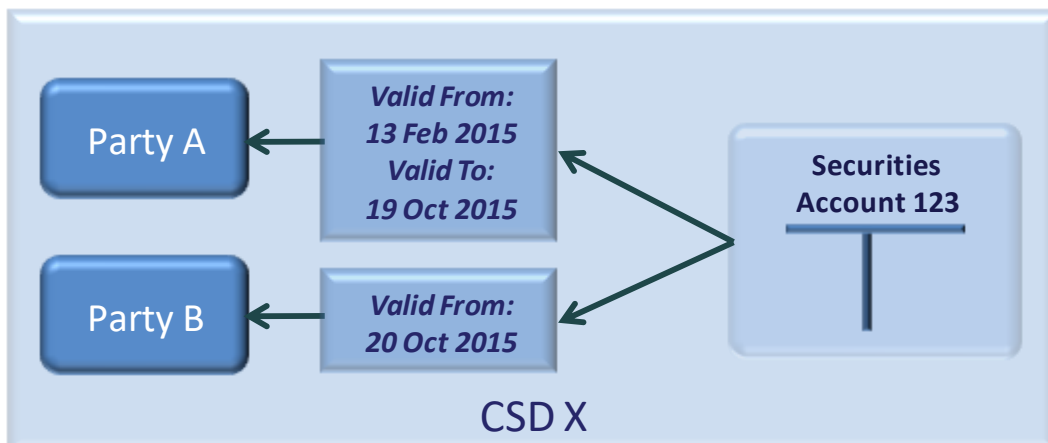 Party A
Valid From:
13 Feb 2015
Valid To:
19 Oct 2015
Securities
Account 123
Party B
Valid From:
20 Oct 2015
CSD X